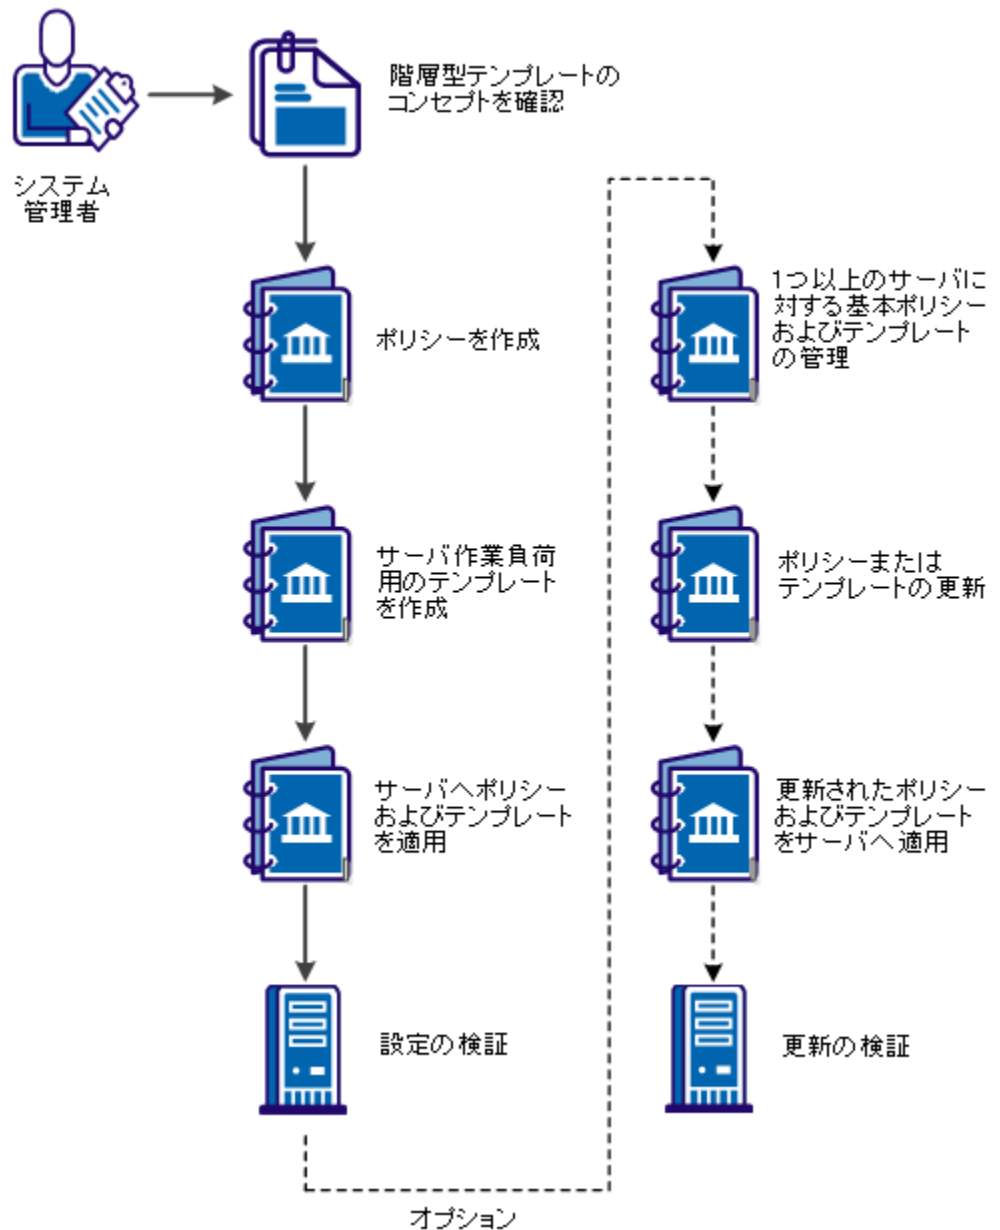 システム
管理者
階層型テンプレートの
コンセプトを確認
ポリシーを作成
サーバ作業負荷
用のテンプレート
を作成
サーバへポリシー
およびテンプレート
を適用
設定の検証
オプション
1つ以上のサーバに
対する基本ポリシー
およびテンプレート
の管理
ポリシーまたは
テンプレートの更新
更新されたポリシー
およびテンプレート
をサーバへ適用
更新の検証